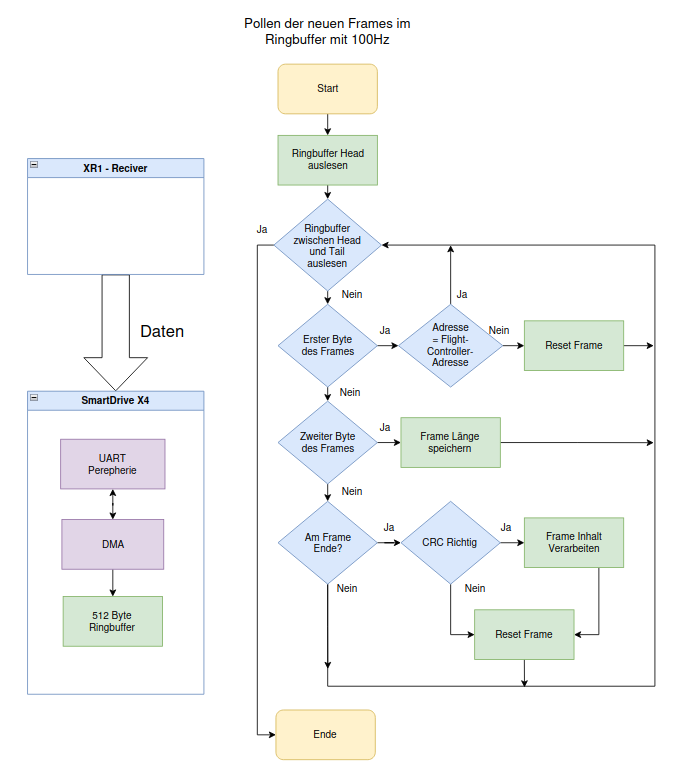 Pollen der neuen Frames im
Ringbuffer mit 100Hz
Start
Ringbuffer Head
auslesen
XR1 - Reciver
Daten
SmartDrive X4
UART
Perepherie
DMA
512 Byte
Ringbuffer
Ja
Ringbuffer
zwischen Head
und Tail
auslesen
Nein
Erster Byte
des Frames
Ja
Adresse
= Flight-
Controller-
Adresse
Ja
Nein
Reset Frame
Nein
Zweiter Byte
des Frames
Ja
Frame Länge
speichern
Nein
Am Frame
Ende?
Ja
CRC Richtig
Ja
Frame Inhalt
Verarbeiten
Nein
Nein
Reset Frame
Ende